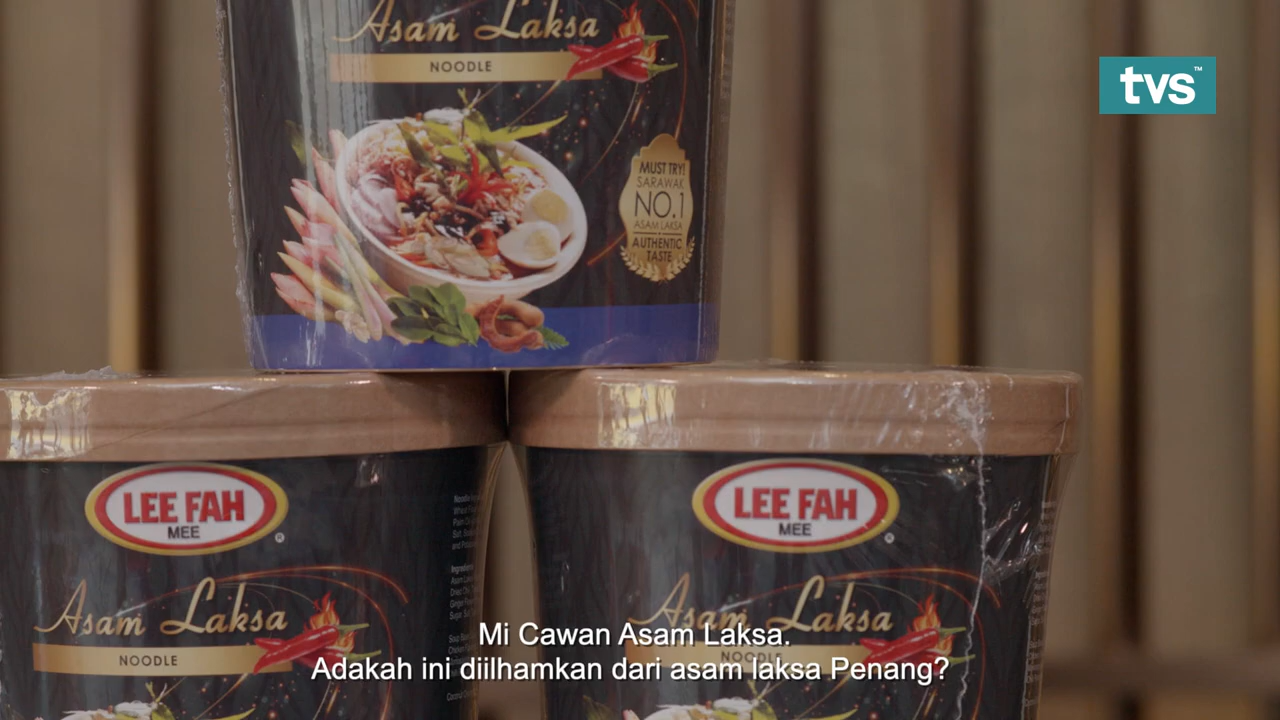 Asam Laksa
NOODLE
tvs™
MUST TRY!
SARAWAK
NO.1
ASAM LAKSA
AUTHENTIC
TASTE
LEE FAH
MEE
®
Asam Laksa
NOODLE
LEE FAH
MEE
®
Asam Laksa
NOODLE
Mi Cawan Asam Laksa.
Adakah ini diilhamkan dari asam laksa Penang?